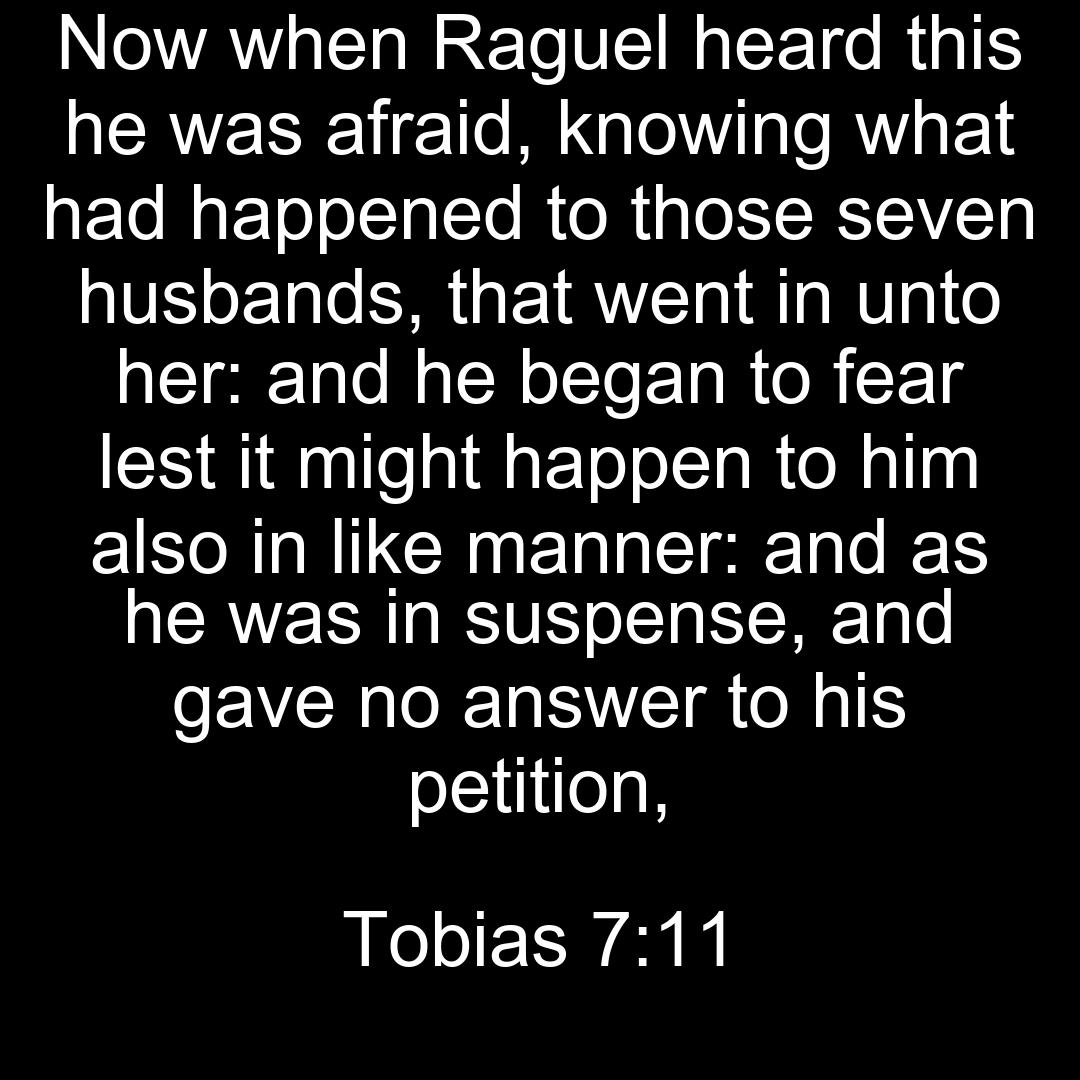 Now when Raguel heard this
he was afraid, knowing what
had happened to those seven
husbands, that went in unto
her: and he began to fear
lest it might happen to him
also in like manner: and as
he was in suspense, and
gave no answer to his
petition,
Tobias 7:11